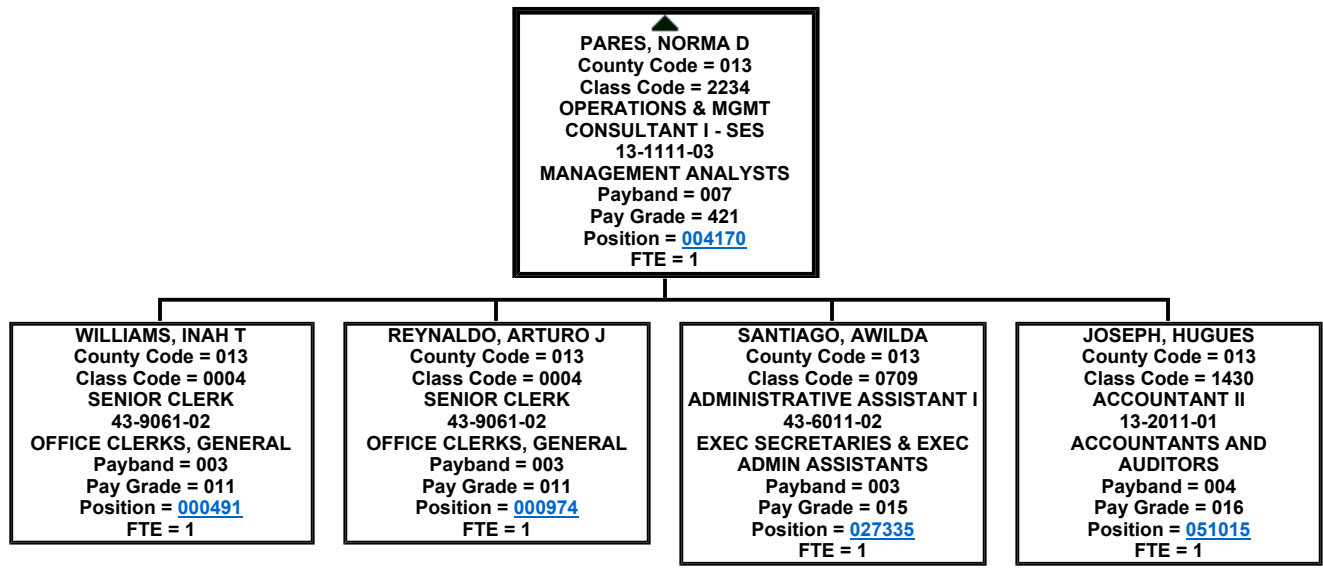 PARES, NORMA D
County Code = 013
Class Code = 2234
OPERATIONS & MGMT
CONSULTANT I - SES
13-1111-03
MANAGEMENT ANALYSTS
Payband = 007
Pay Grade = 421
Position = 004170
FTE = 1
WILLIAMS, INAH T
County Code = 013
Class Code = 0004
SENIOR CLERK
43-9061-02
OFFICE CLERKS, GENERAL
Payband = 003
Pay Grade = 011
Position = 000491
FTE = 1
REYNALDO, ARTURO J
County Code = 013
Class Code = 0004
SENIOR CLERK
43-9061-02
OFFICE CLERKS, GENERAL
Payband = 003
Pay Grade = 011
Position = 000974
FTE = 1
SANTIAGO, AWILDA
County Code = 013
Class Code = 0709
ADMINISTRATIVE ASSISTANT I
43-6011-02
EXEC SECRETARIES & EXEC
ADMIN ASSISTANTS
Payband = 003
Pay Grade = 015
Position = 027335
FTE = 1
JOSEPH, HUGUES
County Code = 013
Class Code = 1430
ACCOUNTANT II
13-2011-01
ACCOUNTANTS AND
AUDITORS
Payband = 004
Pay Grade = 016
Position = 051015
FTE = 1